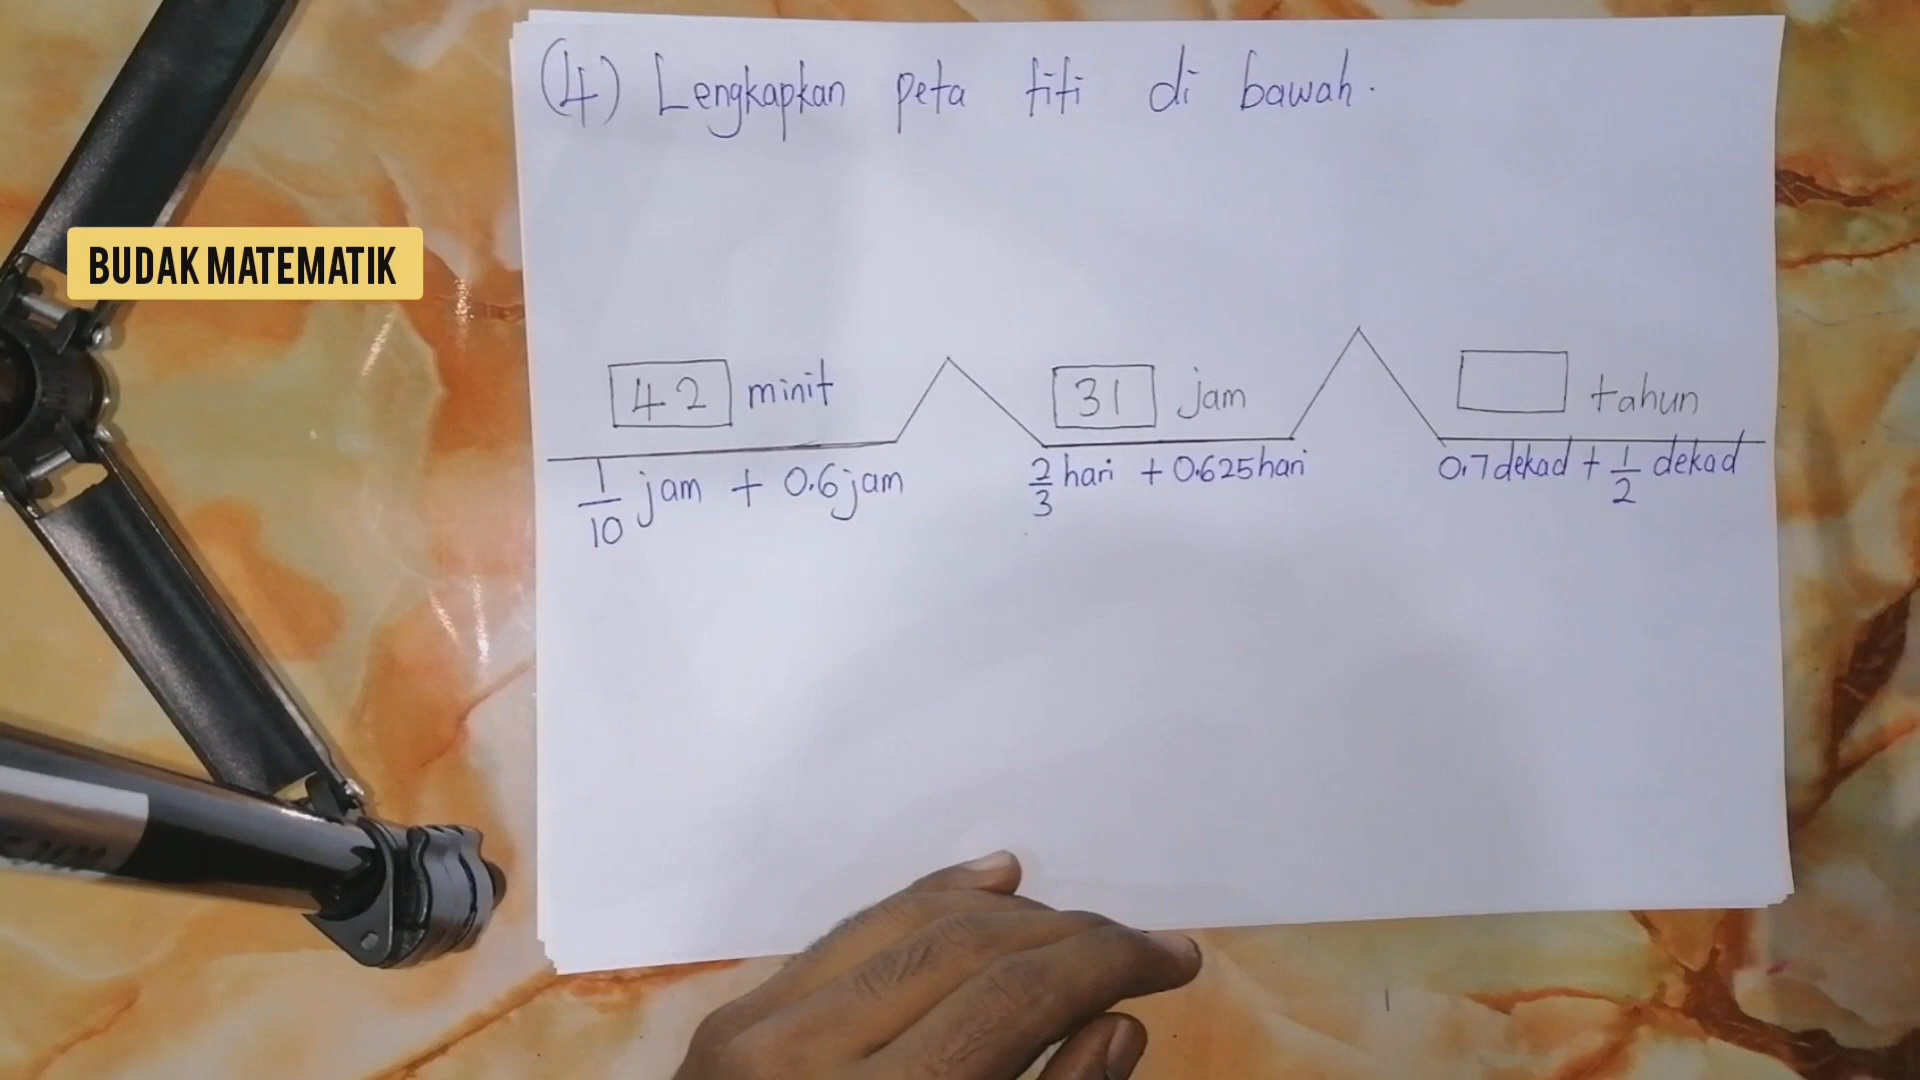 (4) Lengkapkan peta titi di bawah.
BUDAK MATEMATIK
42 minit
31 jam
tahun
1/10 jam + 0.6 jam
2/3 hari + 0.625 hari
0.7 dekad + 1/2 dekad